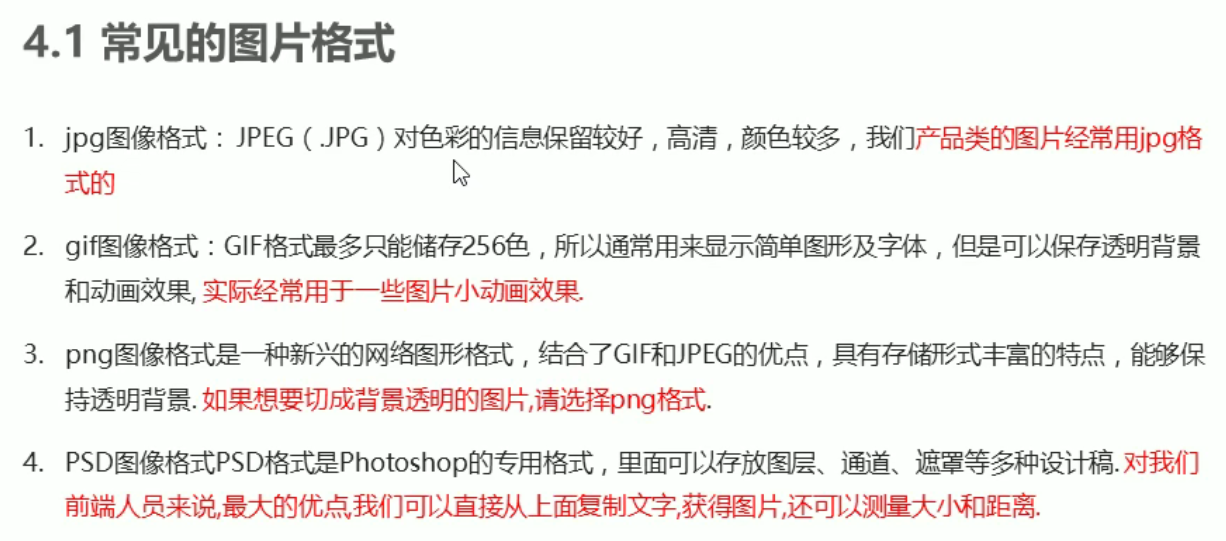 4.1 常见的图片格式
1. jpg图像格式：JPEG（.JPG）对色彩的信息保留较好，高清，颜色较多，我们产品类的图片经常用jpg格
式的
2. gif图像格式：GIF格式最多只能储存256色，所以通常用来显示简单图形及字体，但是可以保存透明背景
和动画效果, 实际经常用于一些图片小动画效果.
3. png图像格式是一种新兴的网络图形格式，结合了GIF和JPEG的优点，具有存储形式丰富的特点，能够保
持透明背景. 如果想要切成背景透明的图片,请选择png格式.
4. PSD图像格式PSD格式是Photoshop的专用格式，里面可以存放图层、通道、遮罩等多种设计稿. 对我们
前端人员来说,最大的优点,我们可以直接从上面复制文字,获得图片,还可以测量大小和距离.